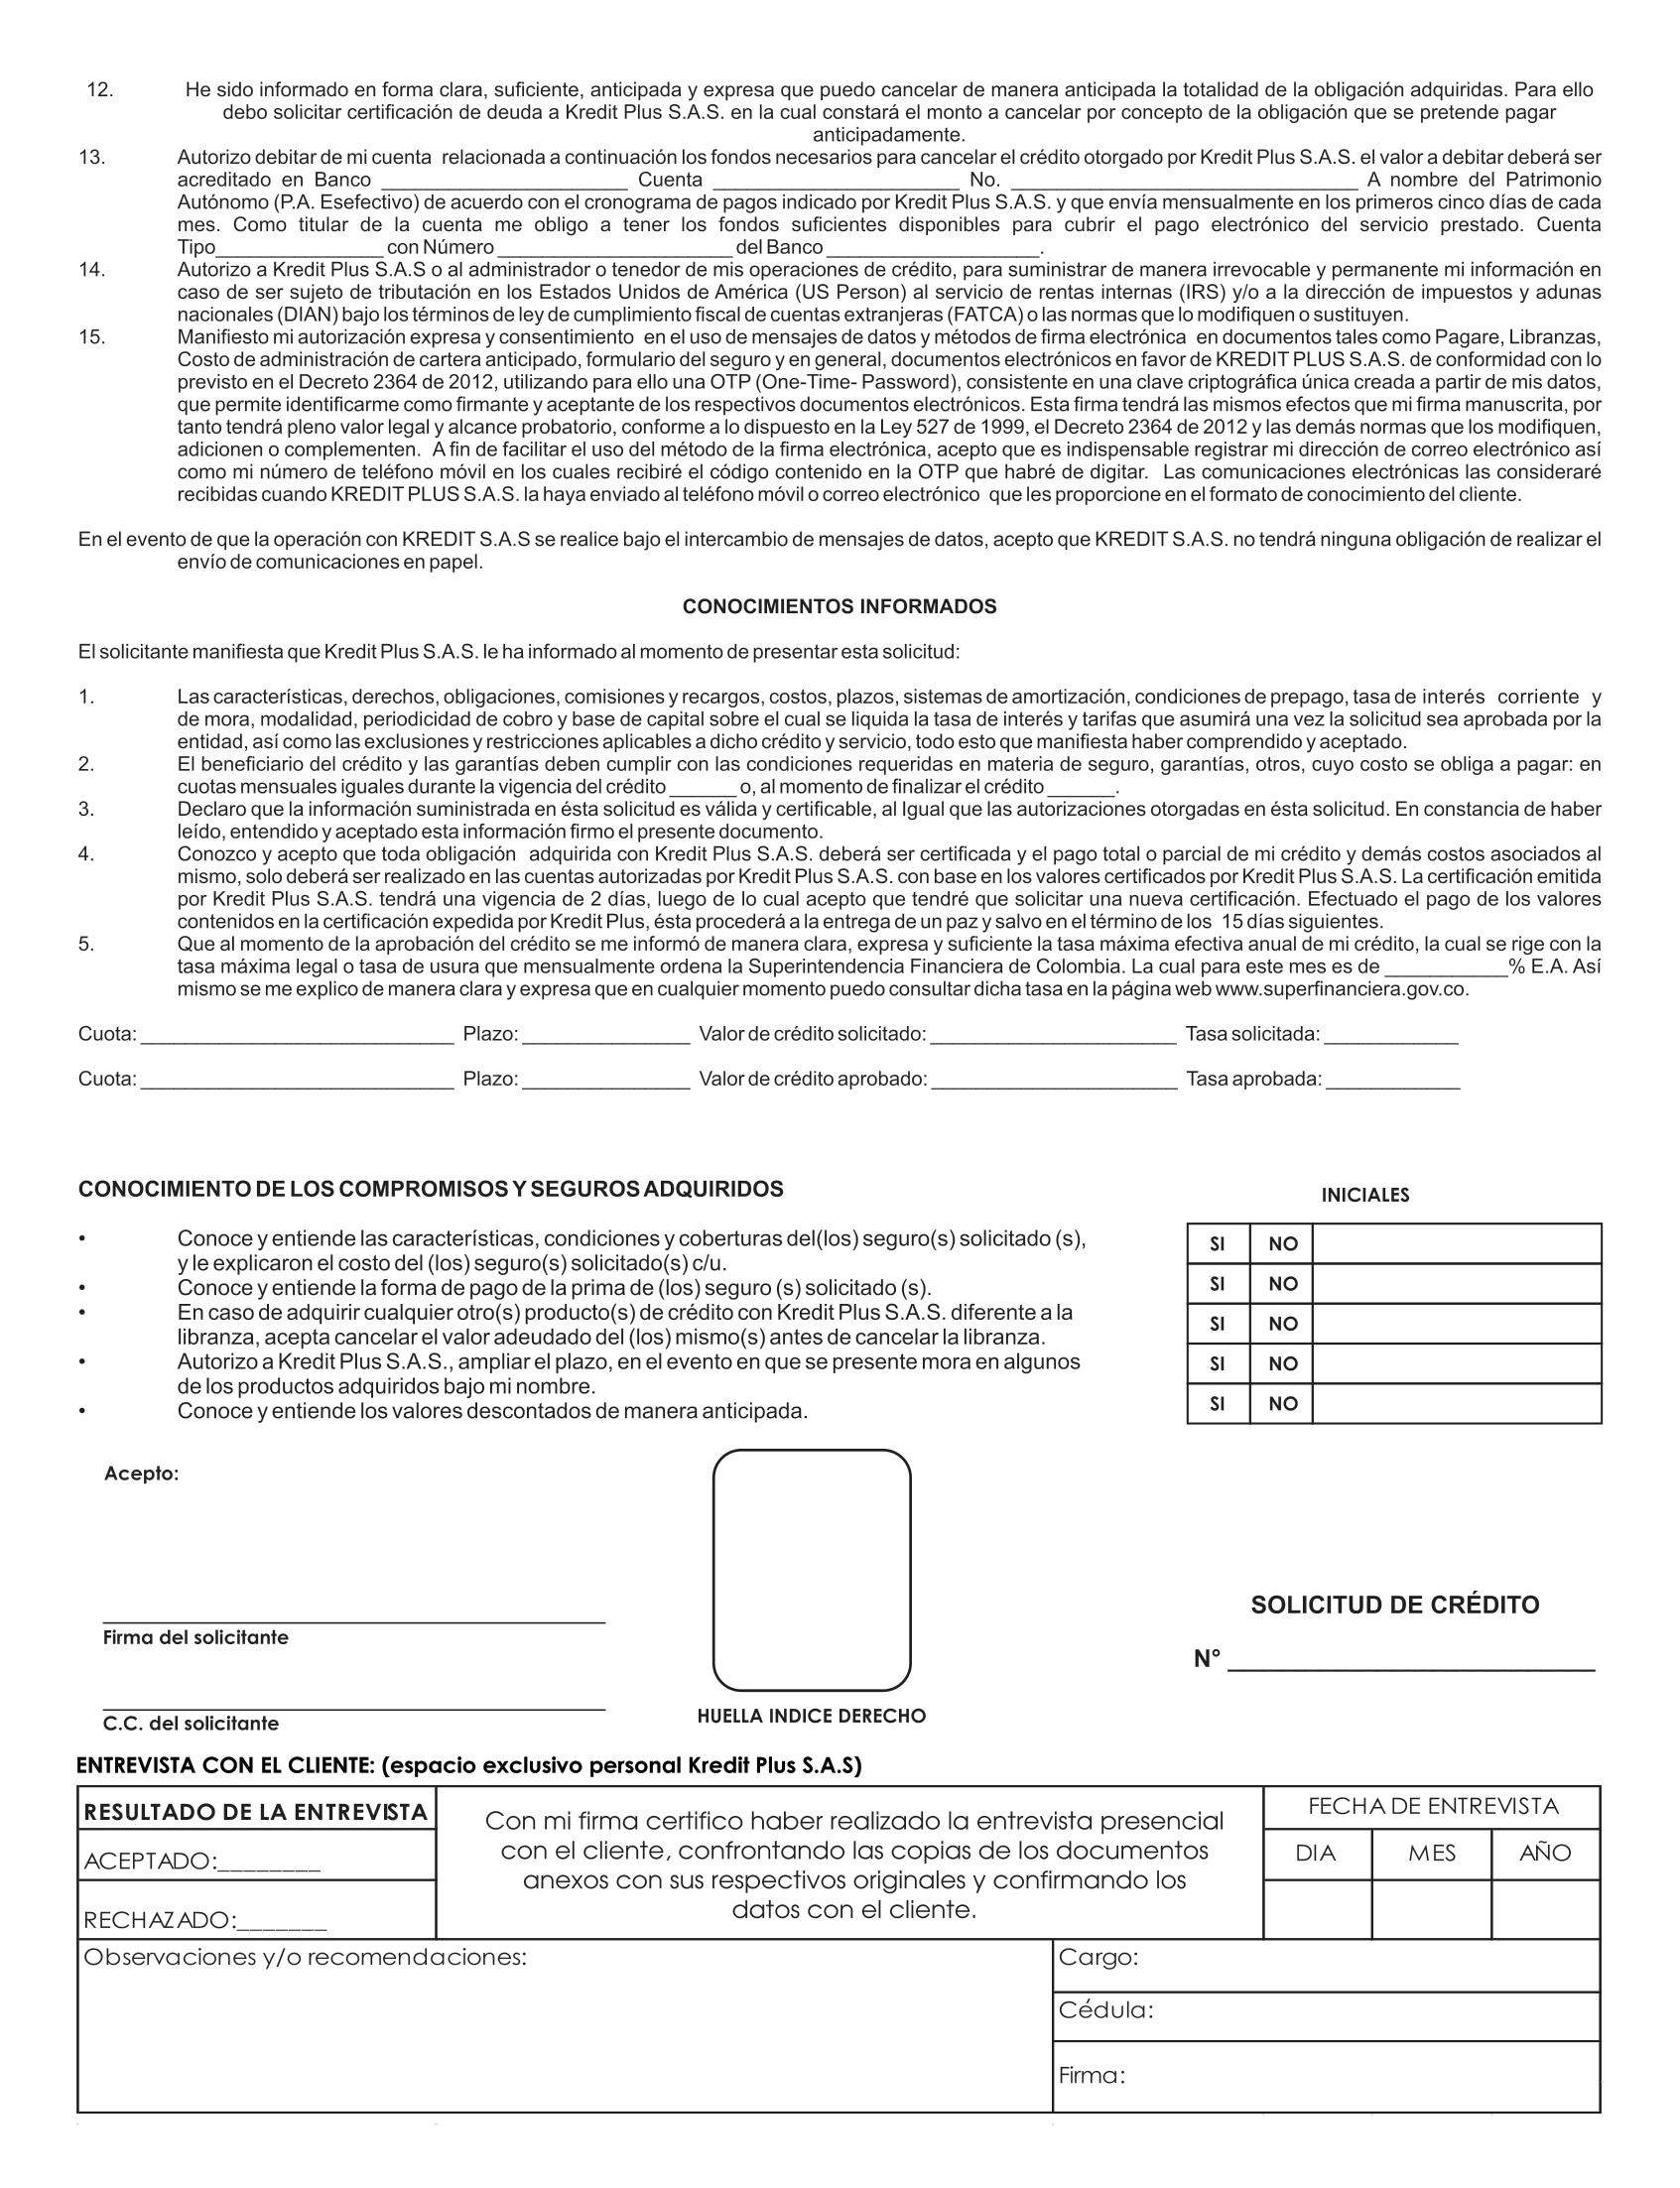 12. He sido informado en forma clara, suficiente, anticipada y expresa que puedo cancelar de manera anticipada la totalidad de la obligación adquiridas. Para ello
debo solicitar certificación de deuda a Kredit Plus S.A.S. en la cual constará el monto a cancelar por concepto de la obligación que se pretende pagar
anticipadamente.
13. Autorizo debitar de mi cuenta relacionada a continuación los fondos necesarios para cancelar el crédito otorgado por Kredit Plus S.A.S. el valor a debitar deberá ser
acreditado en Banco ______________________ Cuenta ______________________ No. _______________________________ A nombre del Patrimonio
Autónomo (P.A. Esefectivo) de acuerdo con el cronograma de pagos indicado por Kredit Plus S.A.S. y que envía mensualmente en los primeros cinco días de cada
mes. Como titular de la cuenta me obligo a tener los fondos suficientes disponibles para cubrir el pago electrónico del servicio prestado. Cuenta
Tipo_______________ con Número _____________________ del Banco ___________________.
14. Autorizo a Kredit Plus S.A.S o al administrador o tenedor de mis operaciones de crédito, para suministrar de manera irrevocable y permanente mi información en
caso de ser sujeto de tributación en los Estados Unidos de América (US Person) al servicio de rentas internas (IRS) y/o a la dirección de impuestos y adunas
nacionales (DIAN) bajo los términos de ley de cumplimiento fiscal de cuentas extranjeras (FATCA) o las normas que lo modifiquen o sustituyen.
15. Manifiesto mi autorización expresa y consentimiento en el uso de mensajes de datos y métodos de firma electrónica en documentos tales como Pagare, Libranzas,
Costo de administración de cartera anticipado, formulario del seguro y en general, documentos electrónicos en favor de KREDIT PLUS S.A.S. de conformidad con lo
previsto en el Decreto 2364 de 2012, utilizando para ello una OTP (One-Time- Password), consistente en una clave criptográfica única creada a partir de mis datos,
que permite identificarme como firmante y aceptante de los respectivos documentos electrónicos. Esta firma tendrá las mismos efectos que mi firma manuscrita, por
tanto tendrá pleno valor legal y alcance probatorio, conforme a lo dispuesto en la Ley 527 de 1999, el Decreto 2364 de 2012 y las demás normas que los modifiquen,
adicionen o complementen. A fin de facilitar el uso del método de la firma electrónica, acepto que es indispensable registrar mi dirección de correo electrónico así
como mi número de teléfono móvil en los cuales recibiré el código contenido en la OTP que habré de digitar. Las comunicaciones electrónicas las consideraré
recibidas cuando KREDIT PLUS S.A.S. la haya enviado al teléfono móvil o correo electrónico que les proporcione en el formato de conocimiento del cliente.
En el evento de que la operación con KREDIT S.A.S se realice bajo el intercambio de mensajes de datos, acepto que KREDIT S.A.S. no tendrá ninguna obligación de realizar el
envío de comunicaciones en papel.
CONOCIMIENTOS INFORMADOS
El solicitante manifiesta que Kredit Plus S.A.S. le ha informado al momento de presentar esta solicitud:
1. Las características, derechos, obligaciones, comisiones y recargos, costos, plazos, sistemas de amortización, condiciones de prepago, tasa de interés corriente y
de mora, modalidad, periodicidad de cobro y base de capital sobre el cual se liquida la tasa de interés y tarifas que asumirá una vez la solicitud sea aprobada por la
entidad, así como las exclusiones y restricciones aplicables a dicho crédito y servicio, todo esto que manifiesta haber comprendido y aceptado.
2. El beneficiario del crédito y las garantías deben cumplir con las condiciones requeridas en materia de seguro, garantías, otros, cuyo costo se obliga a pagar: en
cuotas mensuales iguales durante la vigencia del crédito ______ o, al momento de finalizar el crédito ______.
3. Declaro que la información suministrada en ésta solicitud es válida y certificable, al Igual que las autorizaciones otorgadas en ésta solicitud. En constancia de haber
leído, entendido y aceptado esta información firmo el presente documento.
4. Conozco y acepto que toda obligación adquirida con Kredit Plus S.A.S. deberá ser certificada y el pago total o parcial de mi crédito y demás costos asociados al
mismo, solo deberá ser realizado en las cuentas autorizadas por Kredit Plus S.A.S. con base en los valores certificados por Kredit Plus S.A.S. La certificación emitida
por Kredit Plus S.A.S. tendrá una vigencia de 2 días, luego de lo cual acepto que tendré que solicitar una nueva certificación. Efectuado el pago de los valores
contenidos en la certificación expedida por Kredit Plus, ésta procederá a la entrega de un paz y salvo en el término de los 15 días siguientes.
5. Que al momento de la aprobación del crédito se me informó de manera clara, expresa y suficiente la tasa máxima efectiva anual de mi crédito, la cual se rige con la
tasa máxima legal o tasa de usura que mensualmente ordena la Superintendencia Financiera de Colombia. La cual para este mes es de ___________% E.A. Así
mismo se me explico de manera clara y expresa que en cualquier momento puedo consultar dicha tasa en la página web www.superfinanciera.gov.co.
Cuota: ____________________________ Plazo: _______________ Valor de crédito solicitado: ______________________ Tasa solicitada: ____________
Cuota: ____________________________ Plazo: _______________ Valor de crédito aprobado: ______________________ Tasa aprobada: ____________
CONOCIMIENTO DE LOS COMPROMISOS Y SEGUROS ADQUIRIDOS
INICIALES
• Conoce y entiende las características, condiciones y coberturas del(los) seguro(s) solicitado (s),
y le explicaron el costo del (los) seguro(s) solicitado(s) c/u.
• Conoce y entiende la forma de pago de la prima de (los) seguro (s) solicitado (s).
• En caso de adquirir cualquier otro(s) producto(s) de crédito con Kredit Plus S.A.S. diferente a la
libranza, acepta cancelar el valor adeudado del (los) mismo(s) antes de cancelar la libranza.
• Autorizo a Kredit Plus S.A.S., ampliar el plazo, en el evento en que se presente mora en algunos
de los productos adquiridos bajo mi nombre.
• Conoce y entiende los valores descontados de manera anticipada.
SI NO
SI NO
SI NO
SI NO
SI NO
Acepto:
Firma del solicitante
C.C. del solicitante
HUELLA INDICE DERECHO
SOLICITUD DE CRÉDITO
N° ___________________________
ENTREVISTA CON EL CLIENTE: (espacio exclusivo personal Kredit Plus S.A.S)
RESULTADO DE LA ENTREVISTA
ACEPTADO:________
RECHAZADO:_______
Con mi firma certifico haber realizado la entrevista presencial
con el cliente, confrontando las copias de los documentos
anexos con sus respectivos originales y confirmando los
datos con el cliente.
FECHA DE ENTREVISTA
DIA MES AÑO
Observaciones y/o recomendaciones:
Cargo:
Cédula:
Firma: